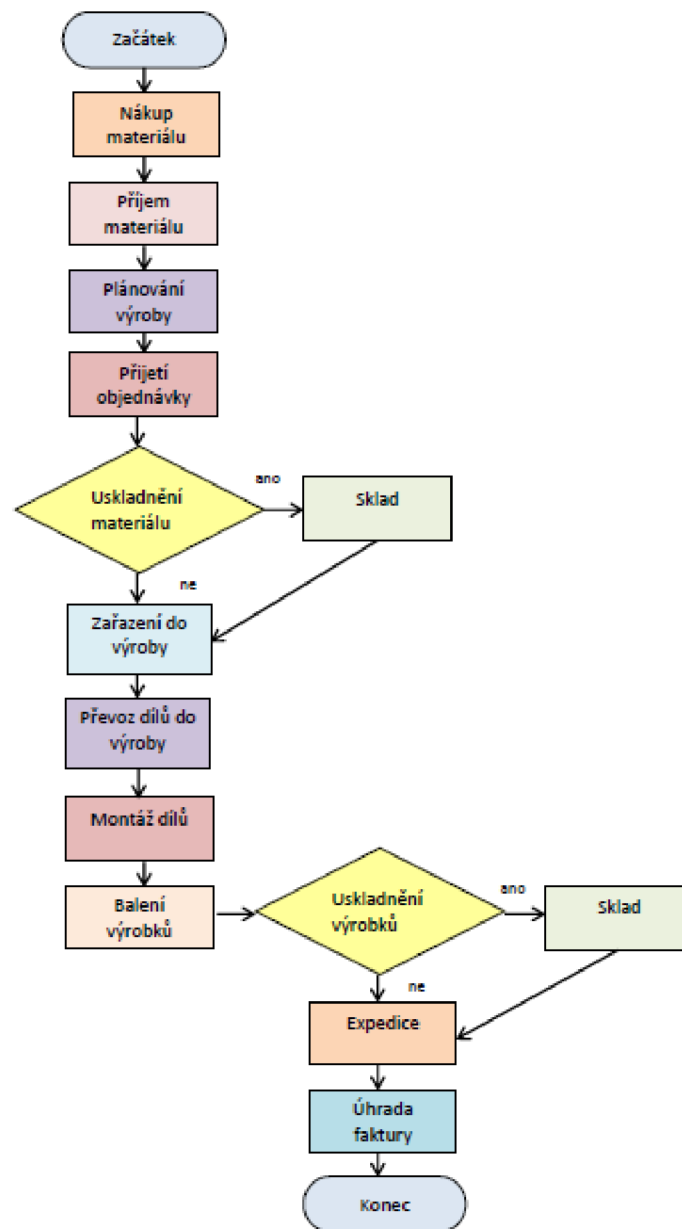 Začátek
Nákup
materiálu
Příjem
materiálu
Plánování
výroby
Přijetí
objednávky
Uskladnění
materiálu
ano
Sklad
ne
Zařazení do
výroby
Převoz dílů do
výroby
Montáž dílů
Balení
výrobků
Uskladnění
výrobků
ano
Sklad
ne
Expedice
Úhrada
faktury
Konec